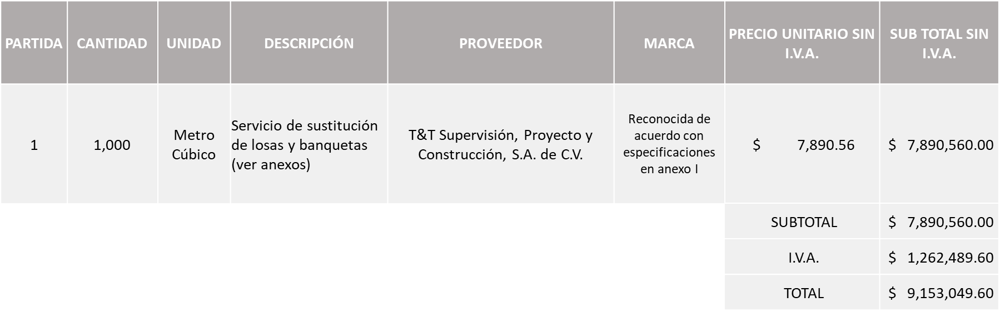 PARTIDA
CANTIDAD
UNIDAD
DESCRIPCIÓN
PROVEEDOR
MARCA
PRECIO UNITARIO SIN
I.V.A.
SUB TOTAL SIN
I.V.A.
1
1,000
Metro
Cúbico
Servicio de sustitución
de losas y banquetas
(ver anexos)
T&T Supervisión, Proyecto y
Construcción, S.A. de C.V.
Reconocida de
acuerdo con
especificaciones
en anexo I
$ 7,890.56
$ 7,890,560.00
SUBTOTAL
$ 7,890,560.00
I.V.A.
$ 1,262,489.60
TOTAL
$ 9,153,049.60